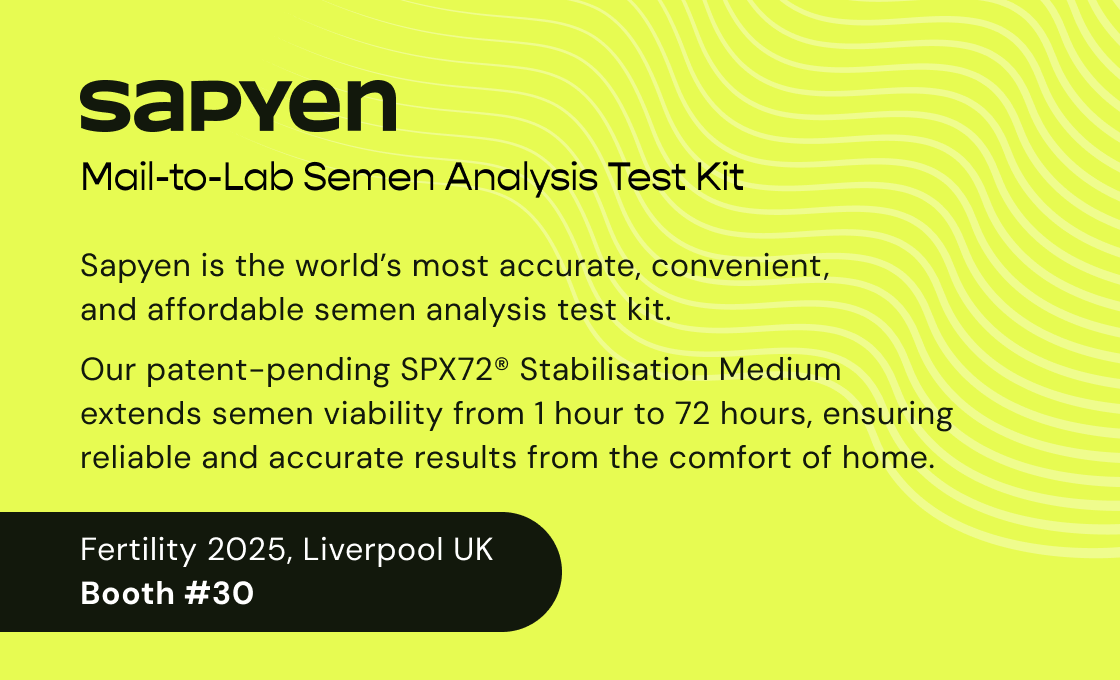 sapyen
Mail-to-Lab Semen Analysis Test Kit
Sapyen is the world’s most accurate, convenient,
and affordable semen analysis test kit.
Our patent-pending SPX72® Stabilisation Medium
extends semen viability from 1 hour to 72 hours, ensuring
reliable and accurate results from the comfort of home.
Fertility 2025, Liverpool UK
Booth #30